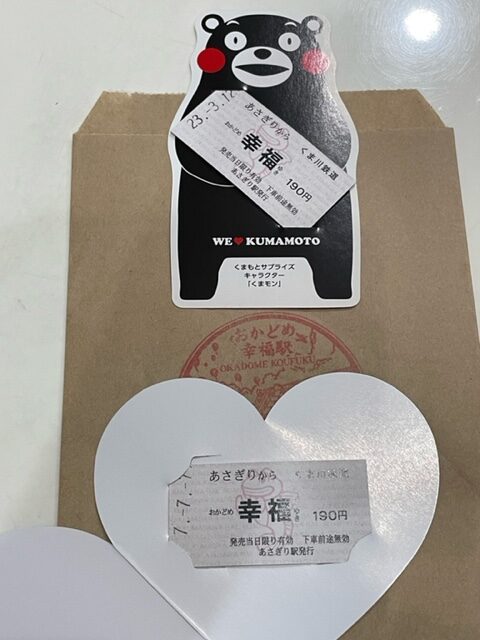 23.-3.12
あさぎりから くま川鉄道
おかどめ 幸福 ゆき 190円
発売当日限り有効 下車前途無効
あさぎり駅発行
WE♥KUMAMOTO
くまもとサプライズ
キャラクター
「くまモン」
おかどめ
幸福駅
OKADOME KOUFUKU
あさぎりから くま川鉄道
おかどめ 幸福 ゆき 190円
発売当日限り有効 下車前途無効
あさぎり駅発行
7.-7.-